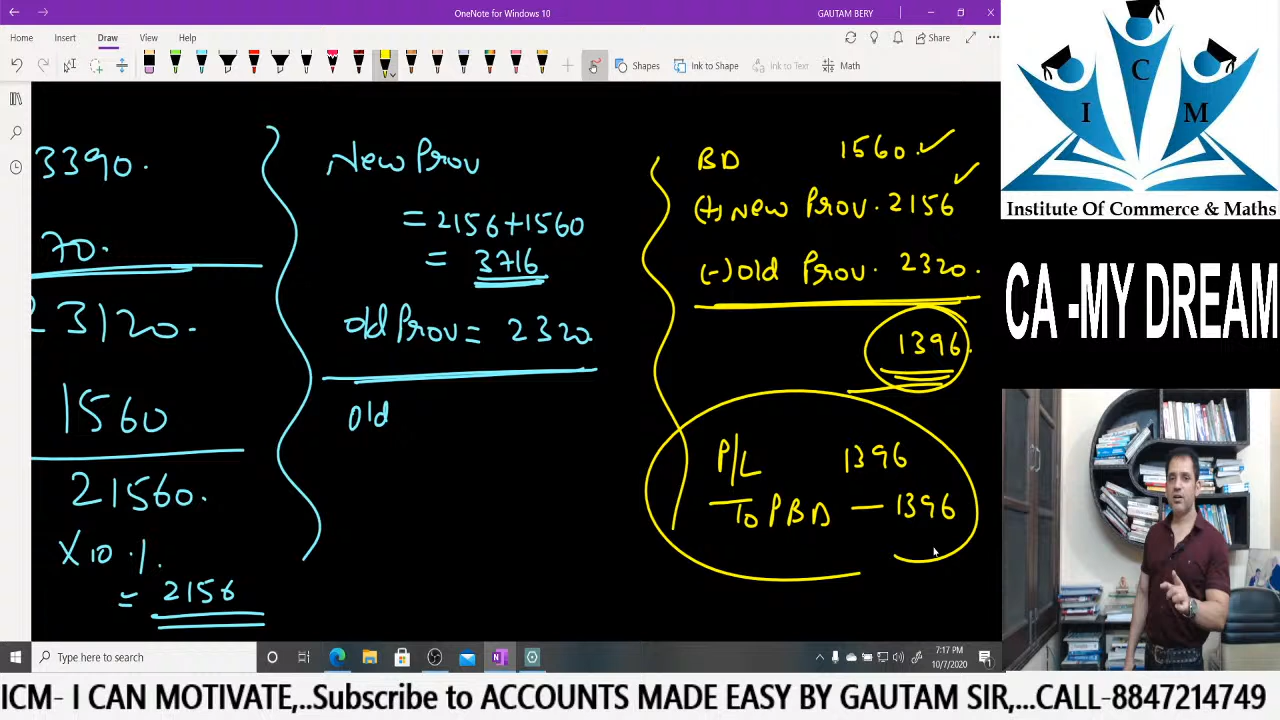 OneNote for Windows 10
GAUTAM BERY
Home Insert Draw View Help
Share
Shapes
Ink to Shape
Ink to Text
Math
3390.
70.
23120.
1560
21560.
X10 %.
= 2156
New Prov
= 2156+1560
= 3716
Old Prov = 2320.
Old
BD 1560.
(+) New Prov. 2156
(-) Old Prov. 2320.
1396.
P/L 1396
To PBD — 1396
I C M
Institute Of Commerce & Maths
CA -MY DREAM
Type here to search
7:17 PM
10/7/2020
ICM- I CAN MOTIVATE,..Subscribe to ACCOUNTS MADE EASY BY GAUTAM SIR,...CALL-8847214749